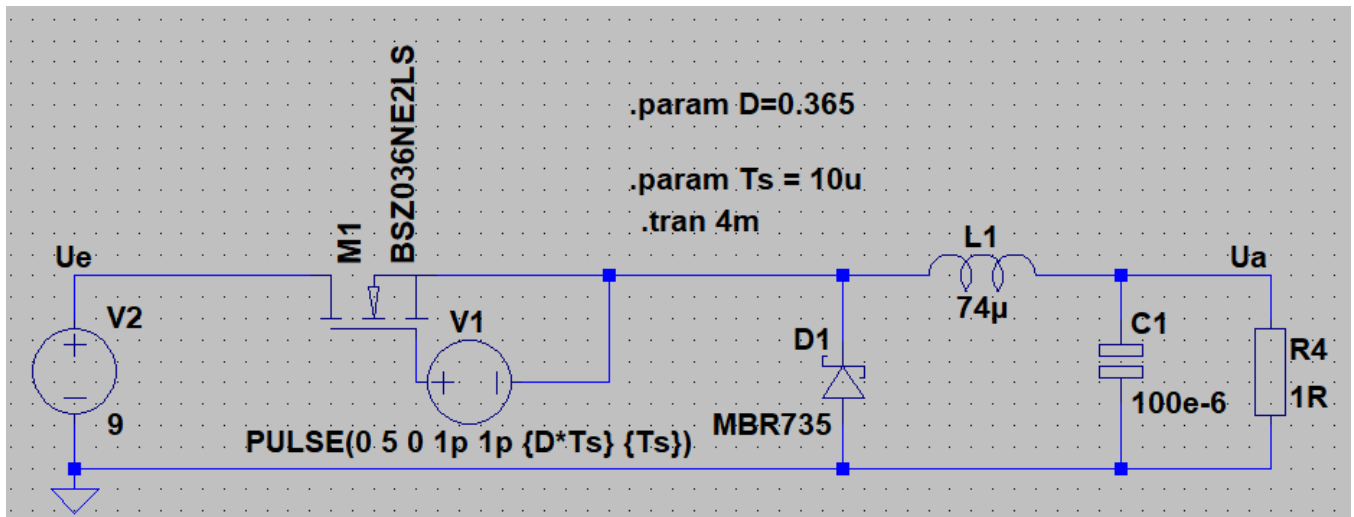 .param D=0.365
.param Ts = 10u
.tran 4m
Ue
M1
BSZ036NE2LS
L1
Ua
74µ
V2
V1
D1
C1
R4
9
MBR735
100e-6
1R
PULSE(0 5 0 1p 1p {D*Ts} {Ts})